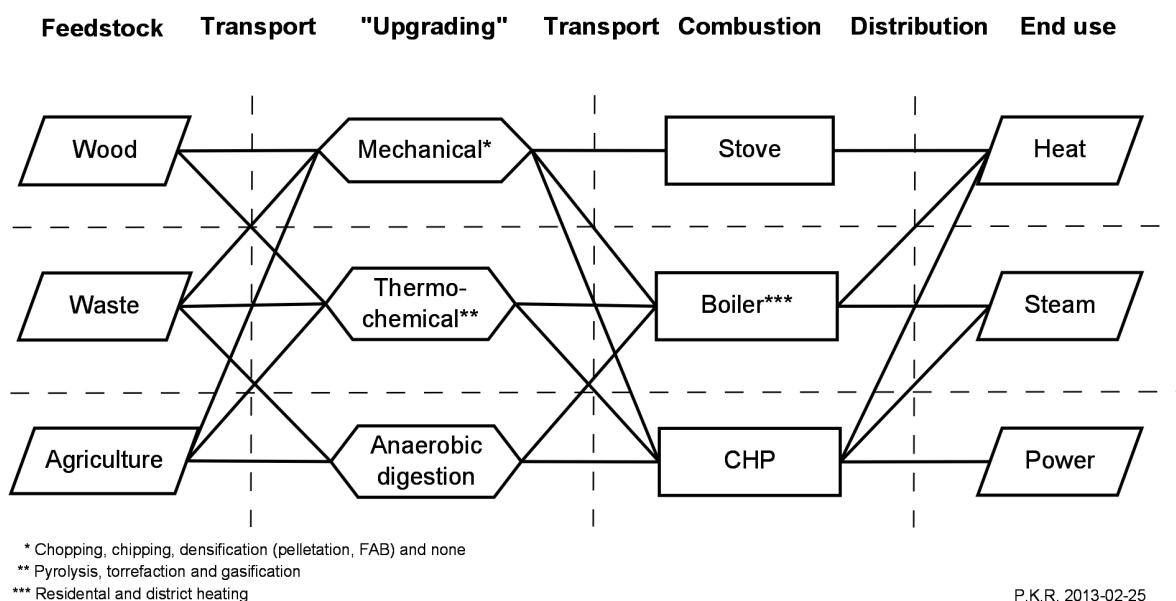 Feedstock Transport "Upgrading" Transport Combustion Distribution End use
Wood Mechanical* Stove Heat
Waste Thermo-
chemical** Boiler*** Steam
Agriculture Anaerobic
digestion CHP Power
* Chopping, chipping, densification (pelletation, FAB) and none
** Pyrolysis, torrefaction and gasification
*** Residental and district heating
P.K.R. 2013-02-25